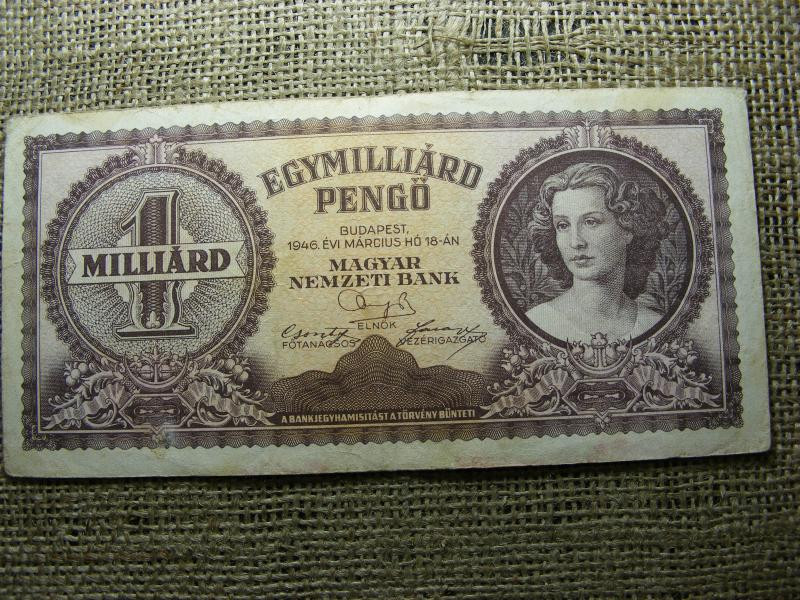 1
MILLIÁRD
EGYMILLIÁRD
PENGŐ
BUDAPEST,
1946. ÉVI MÁRCIUS HÓ 18-ÁN
MAGYAR
NEMZETI BANK
ELNÖK
FŐTANÁCSOS VEZÉRIGAZGATÓ
A BANKJEGYHAMISITÁST A TÖRVÉNY BÜNTETI